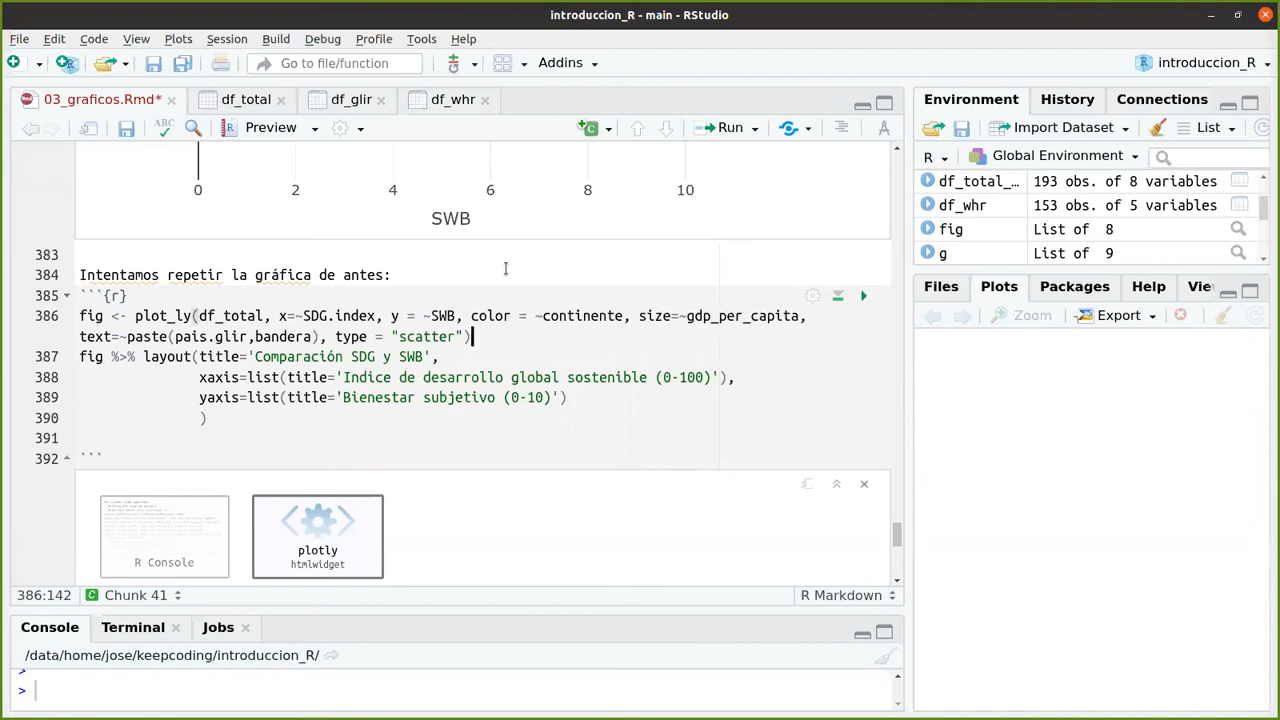 introduccion_R - main - RStudio
File Edit Code View Plots Session Build Debug Profile Tools Help
Go to file/function Addins introduccion_R
03_graficos.Rmd* df_total df_glir df_whr
Preview Run
0 2 4 6 8 10
SWB
383
384 Intentamos repetir la gráfica de antes:
385 ```{r}
386 fig <- plot_ly(df_total, x=~SDG.index, y = ~SWB, color = ~continente, size=~gdp_per_capita,
text=~paste(pais.glir,bandera), type = "scatter")
387 fig %>% layout(title='Comparación SDG y SWB',
388 xaxis=list(title='Indice de desarrollo global sostenible (0-100)'),
389 yaxis=list(title='Bienestar subjetivo (0-10)')
390 )
391
392 ```
R Console
plotly
htmlwidget
386:142 Chunk 41 R Markdown
Console Terminal Jobs
/data/home/jose/keepcoding/introduccion_R/
>
>
Environment History Connections
Import Dataset List
R Global Environment
df_total_… 193 obs. of 8 variables
df_whr 153 obs. of 5 variables
fig List of 8
g List of 9
Files Plots Packages Help Vie
Zoom Export